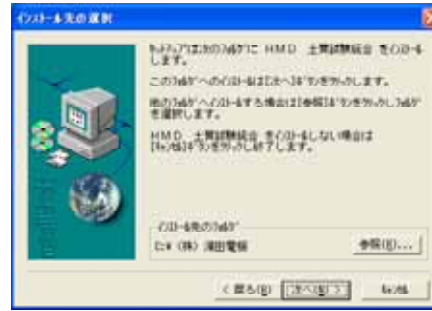 インストール先の選択
セットアップは次のフォルダに HMD 土質試験統合 をインストール
します。
このフォルダへのインストールは[次へ]ボタンをクリックします。
他のフォルダへインストールする場合は[参照]ボタンをクリックしフォルダ
を選択します。
HMD 土質試験統合 をインストールしない場合は
[キャンセル]ボタンをクリックし終了します。
インストール先のフォルダ
C:¥（株）濱田電機
参照(R)...
< 戻る(B)
次へ(N) >
キャンセル